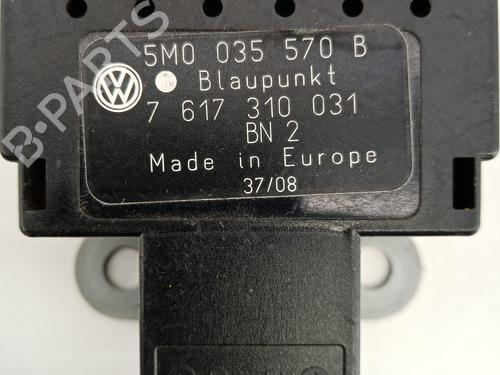 5M0 035 570 B
Blaupunkt
7 617 310 031
BN 2
Made in Europe
37/08
B-PARTS